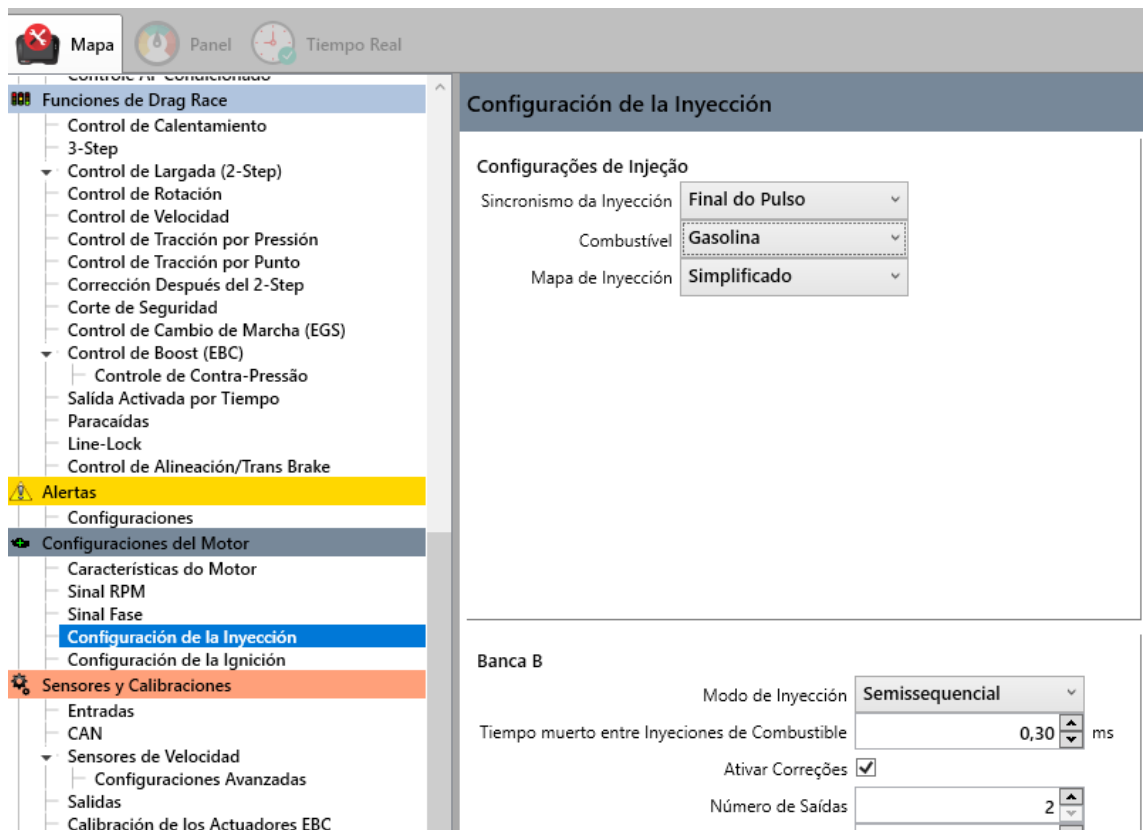 Mapa
Panel
Tiempo Real
Controle Ar Condicionado
Funciones de Drag Race
Control de Calentamiento
3-Step
Control de Largada (2-Step)
Control de Rotación
Control de Velocidad
Control de Tracción por Pressión
Control de Tracción por Punto
Corrección Después del 2-Step
Corte de Seguridad
Control de Cambio de Marcha (EGS)
Control de Boost (EBC)
Controle de Contra-Pressão
Salída Activada por Tiempo
Paracaídas
Line-Lock
Control de Alineación/Trans Brake
Alertas
Configuraciones
Configuraciones del Motor
Características do Motor
Sinal RPM
Sinal Fase
Configuración de la Inyección
Configuración de la Ignición
Sensores y Calibraciones
Entradas
CAN
Sensores de Velocidad
Configuraciones Avanzadas
Salidas
Calibración de los Actuadores EBC
Configuración de la Inyección
Configurações de Injeção
Sincronismo da Inyección Final do Pulso
Combustível Gasolina
Mapa de Inyección Simplificado
Banca B
Modo de Inyección Semissequencial
Tiempo muerto entre Inyeciones de Combustible 0,30 ms
Ativar Correções
Número de Saídas 2